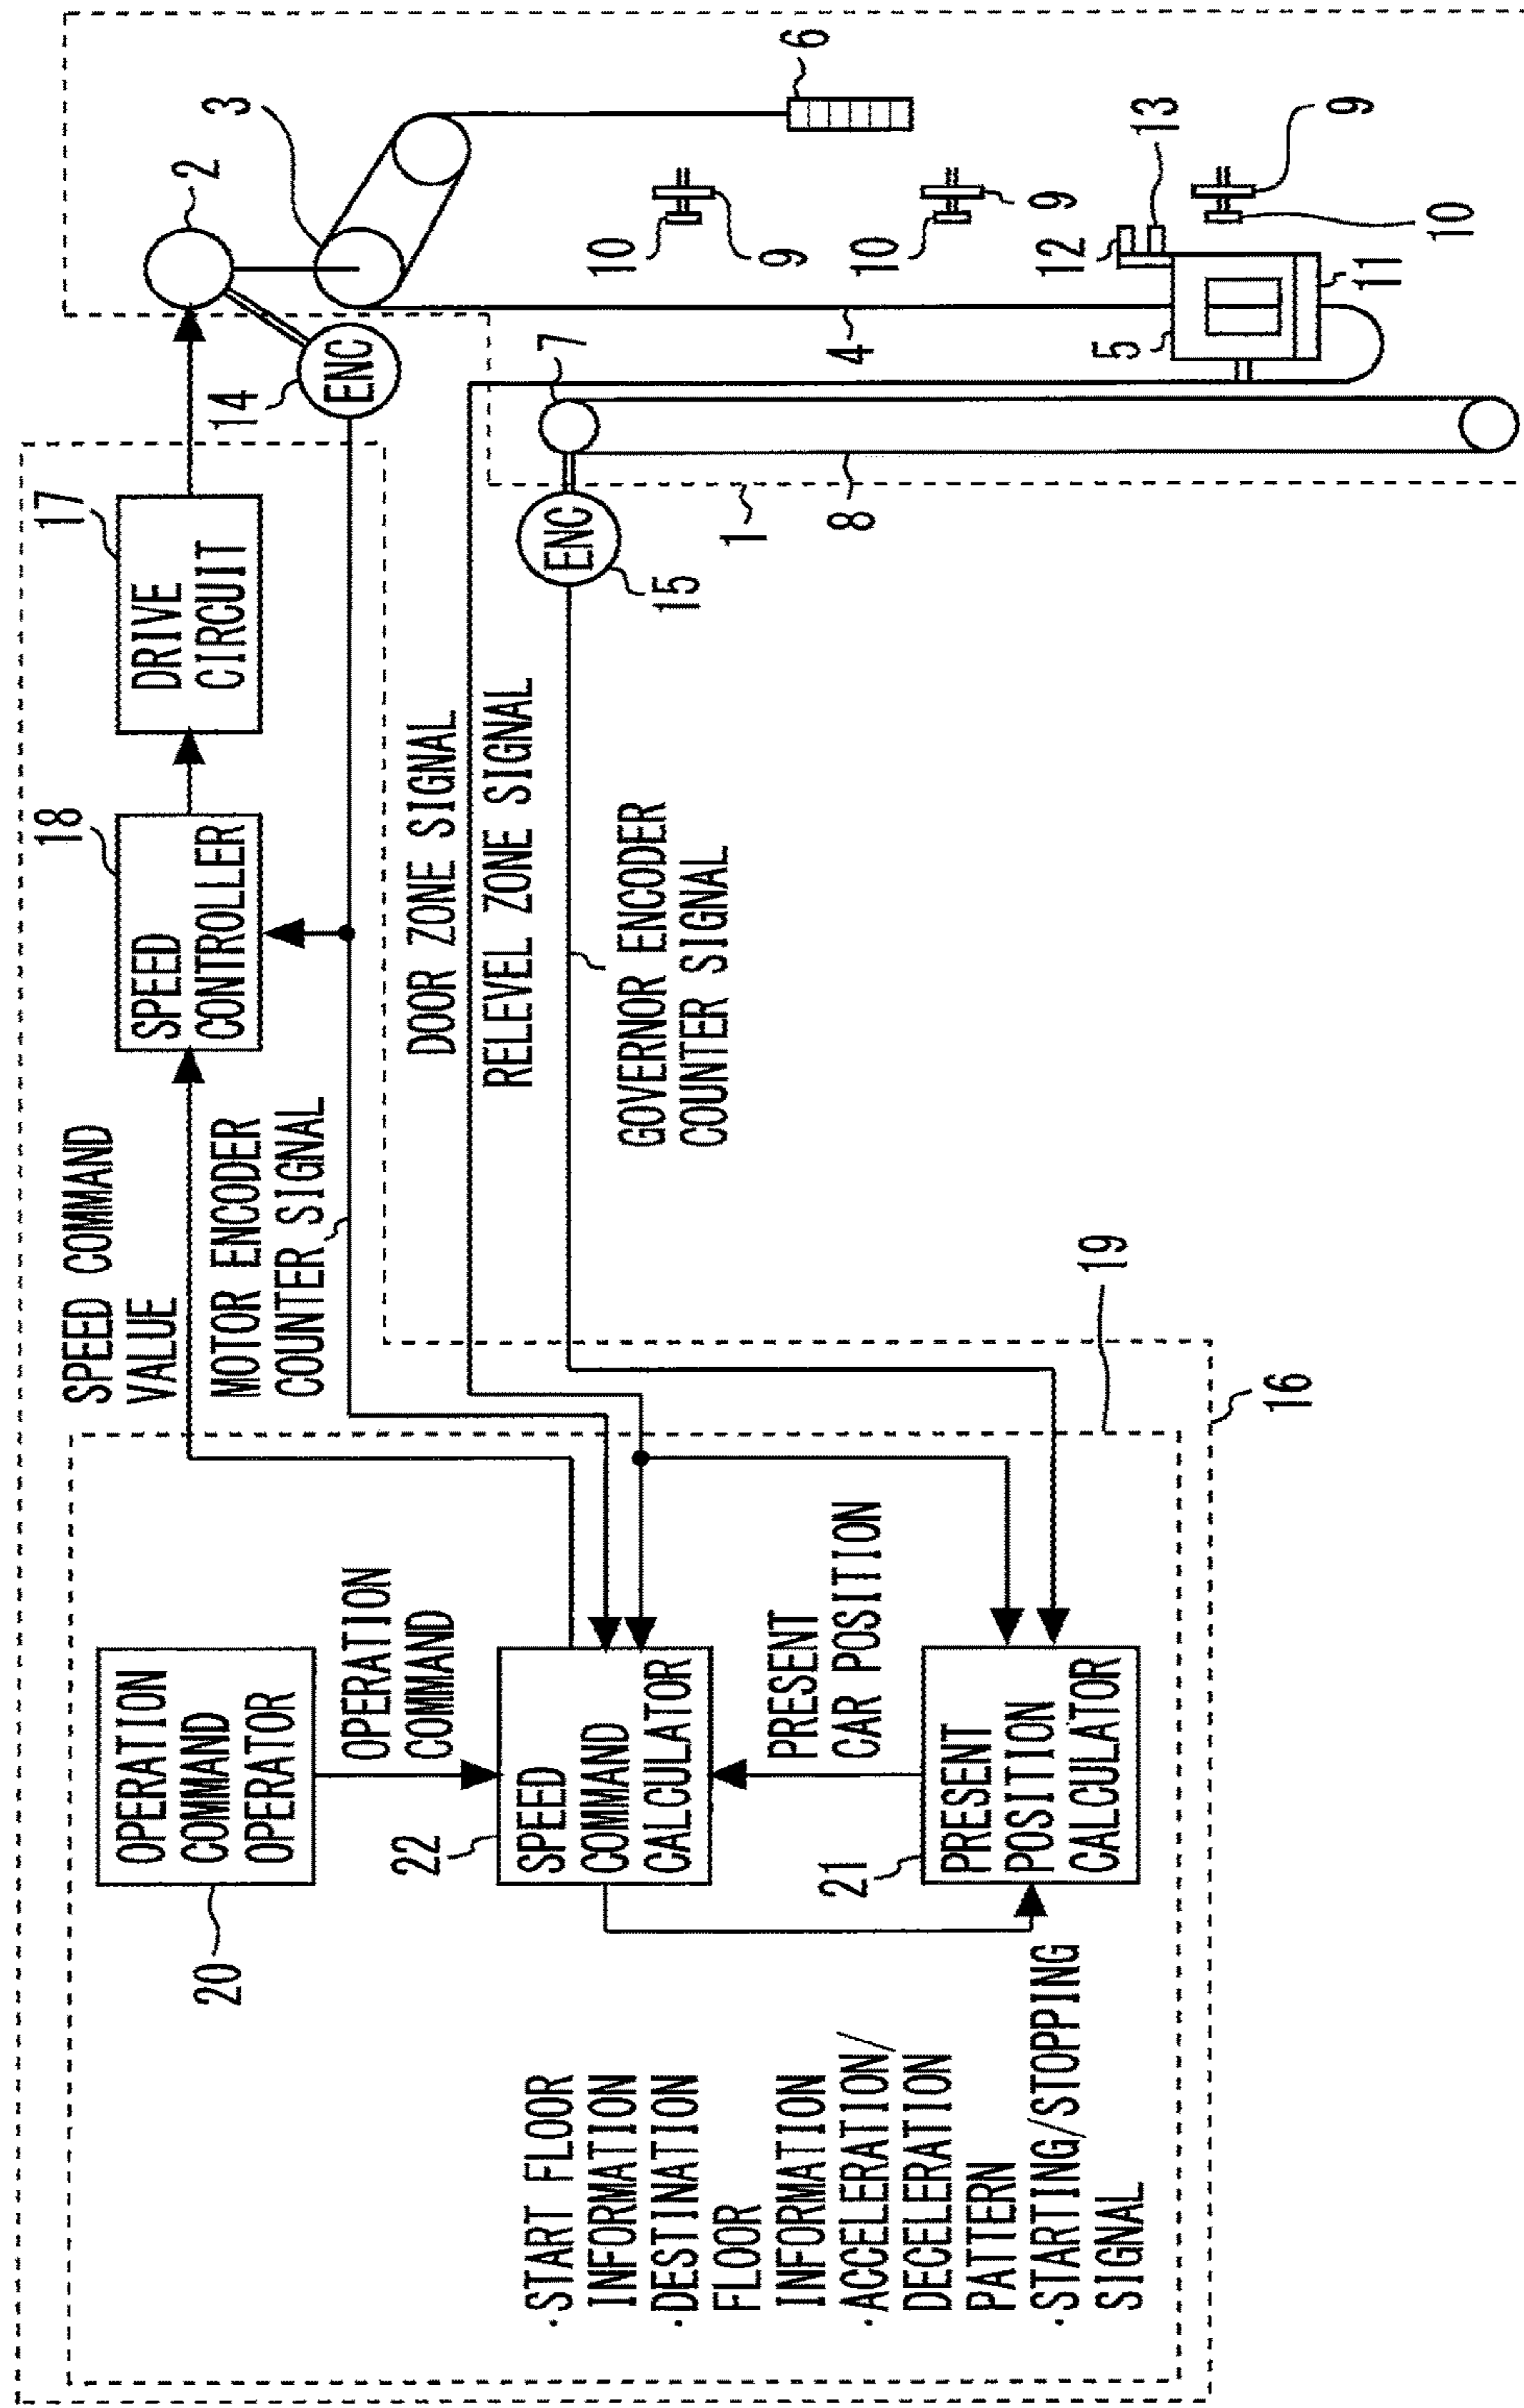 OPERATION
COMMAND
OPERATOR
20
OPERATION
COMMAND
SPEED COMMAND
VALUE
MOTOR ENCODER
COUNTER SIGNAL
18
SPEED
CONTROLLER
17
DRIVE
CIRCUIT
14
ENC
2
3
6
·START FLOOR
INFORMATION
·DESTINATION
FLOOR
INFORMATION
·ACCELERATION/
DECELERATION
PATTERN
·STARTING/STOPPING
SIGNAL
22
SPEED
COMMAND
CALCULATOR
PRESENT
CAR POSITION
21
PRESENT
POSITION
CALCULATOR
DOOR ZONE SIGNAL
RELEVEL ZONE SIGNAL
GOVERNOR ENCODER
COUNTER SIGNAL
19
16
ENC
15
7
1
8
4
10
9
10
9
12
13
5
11
10
9